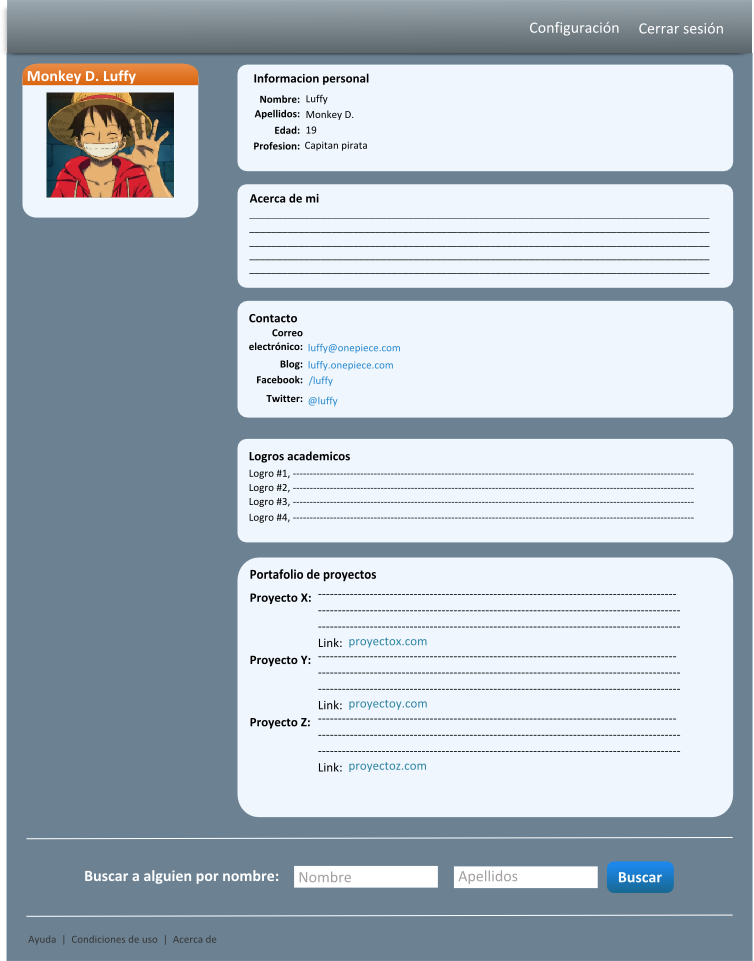 Configuración Cerrar sesión
Monkey D. Luffy
Informacion personal
Nombre: Luffy
Apellidos: Monkey D.
Edad: 19
Profesion: Capitan pirata
Acerca de mi
Contacto
Correo
electrónico: luffy@onepiece.com
Blog: luffy.onepiece.com
Facebook: /luffy
Twitter: @luffy
Logros academicos
Logro #1,
Logro #2,
Logro #3,
Logro #4,
Portafolio de proyectos
Proyecto X:
Link: proyectox.com
Proyecto Y:
Link: proyectoy.com
Proyecto Z:
Link: proyectoz.com
Buscar a alguien por nombre: Nombre Apellidos Buscar
Ayuda | Condiciones de uso | Acerca de